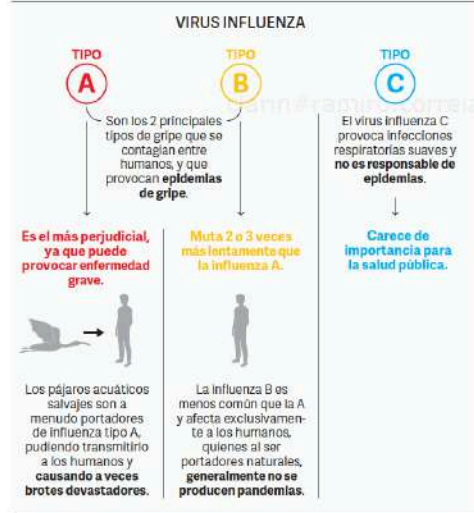 VIRUS INFLUENZA
TIPO
A
TIPO
B
TIPO
C
clarin#ramiro.correia
Son los 2 principales
tipos de gripe que se
contagian entre
humanos, y que
provocan epidemias
de gripe.
El virus influenza C
provoca infecciones
respiratorias suaves y
no es responsable de
epidemias.
Es el más perjudicial,
ya que puede
provocar enfermedad
grave.
Muta 2 o 3 veces
más lentamente que
la influenza A.
Carece de
importancia para
la salud pública.
Los pájaros acuáticos
salvajes son a
menudo portadores
de influenza tipo A,
pudiendo transmitirlo
a los humanos y
causando a veces
brotes devastadores.
La influenza B es
menos común que la A
y afecta exclusivamen-
te a los humanos,
quienes al ser
portadores naturales,
generalmente no se
producen pandemias.